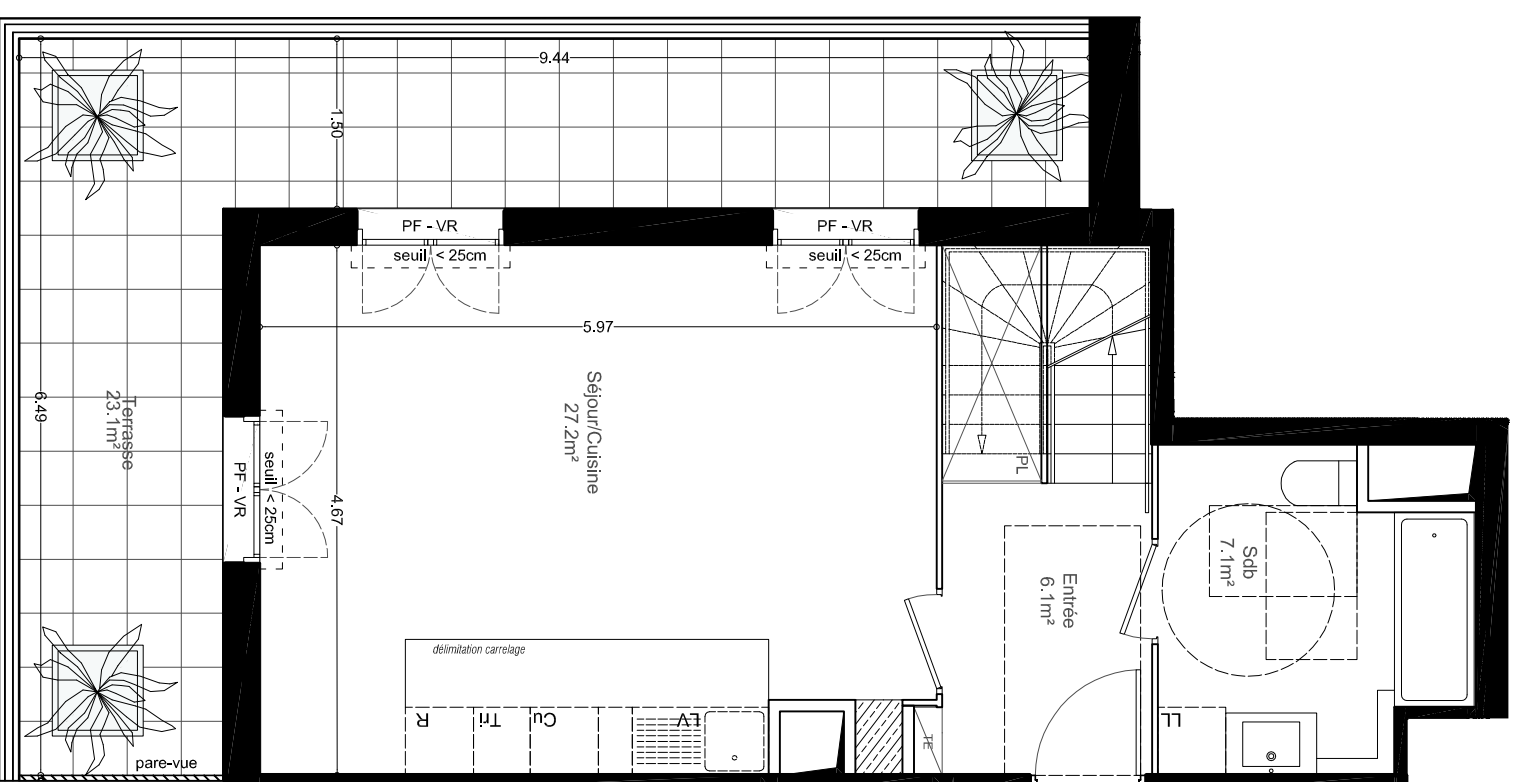 9.44
1.50
PF - VR
seuil < 25cm
PF - VR
seuil < 25cm
5.97
6.49
Terrasse
23.1m²
Séjour/Cuisine
27.2m²
PF - VR
seuil < 25cm
4.67
PL
Sdb
7.1m²
Entrée
6.1m²
délimitation carrelage
R
Tri
Cu
LV
TE
LL
pare-vue